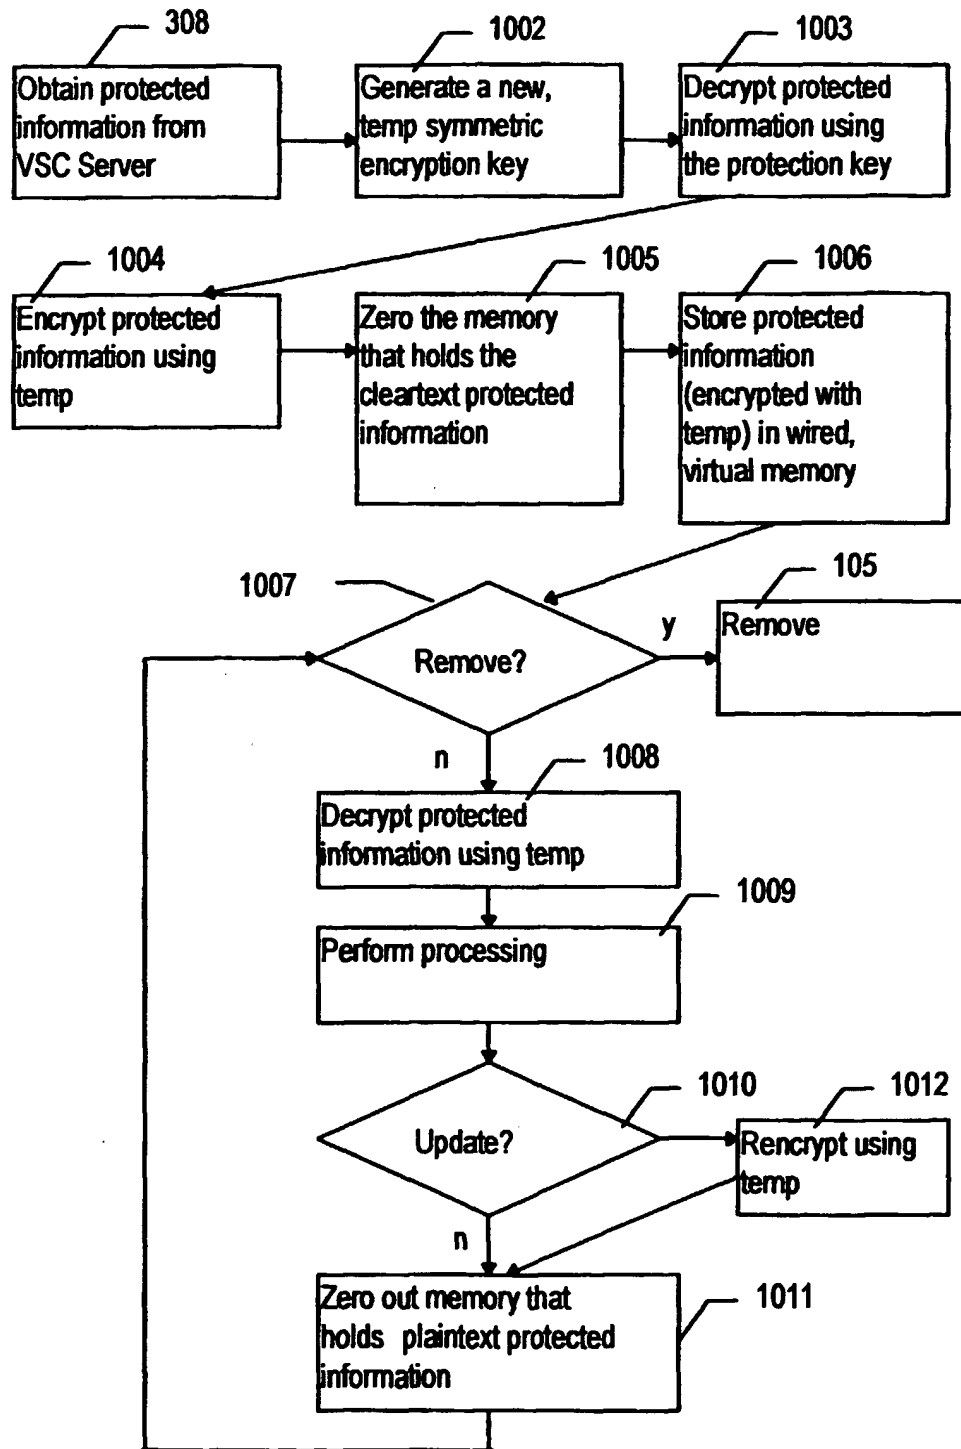 308
1002
1003
Obtain protected
information from
VSC Server
Generate a new,
temp symmetric
encryption key
Decrypt protected
information using
the protection key
1004
1005
1006
Encrypt protected
information using
temp
Zero the memory
that holds the
cleartext protected
information
Store protected
information
(encrypted with
temp) in wired,
virtual memory
1007
105
Remove?
y
Remove
n
1008
Decrypt protected
information using temp
1009
Perform processing
1010
1012
Update?
Rencrypt using
temp
n
1011
Zero out memory that
holds plaintext protected
information